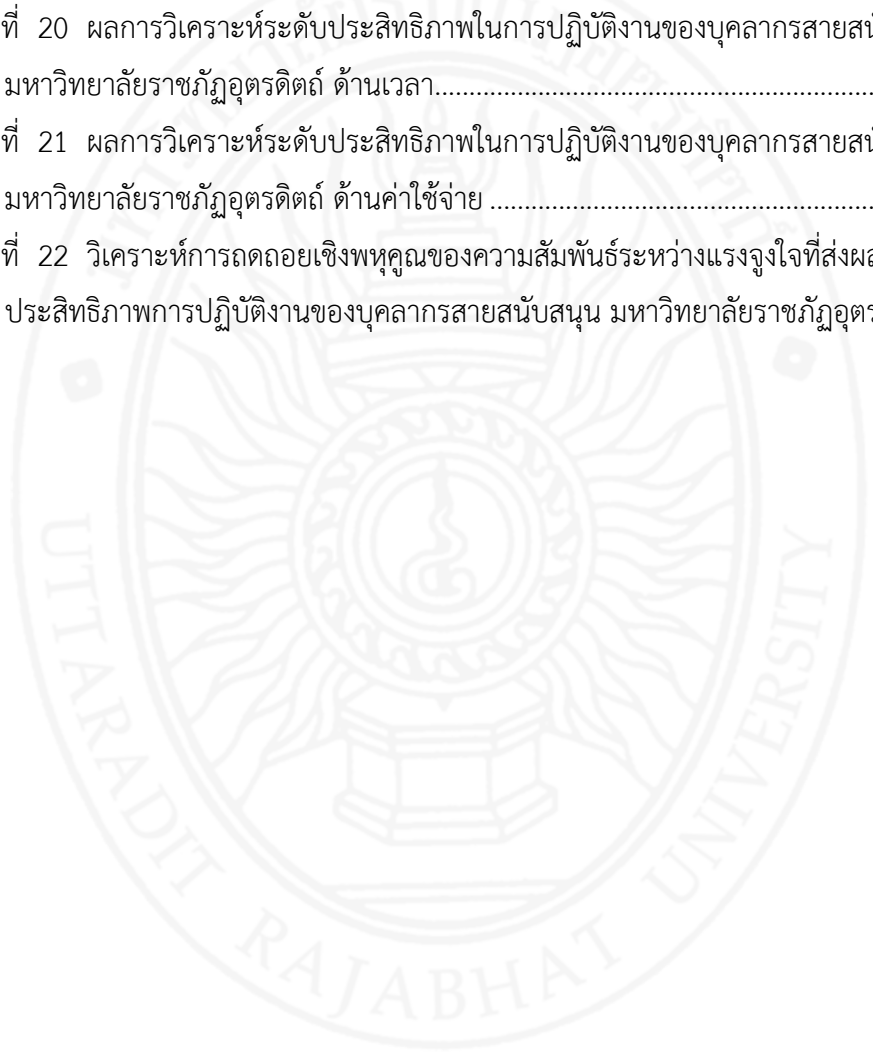 ที่ 20 ผลการวิเคราะห์ระดับประสิทธิภาพในการปฏิบัติงานของบุคลากรสายสนั
มหาวิทยาลัยราชภัฏอุตรดิตถ์ ด้านเวลา................................................................
ที่ 21 ผลการวิเคราะห์ระดับประสิทธิภาพในการปฏิบัติงานของบุคลากรสายสนั
มหาวิทยาลัยราชภัฏอุตรดิตถ์ ด้านค่าใช้จ่าย ........................................................
ที่ 22 วิเคราะห์การถดถอยเชิงพหุคูณของความสัมพันธ์ระหว่างแรงจูงใจที่ส่งผล
ประสิทธิภาพการปฏิบัติงานของบุคลากรสายสนับสนุน มหาวิทยาลัยราชภัฏอุตร
UTTARADIT RAJABHAT UNIVERSITY